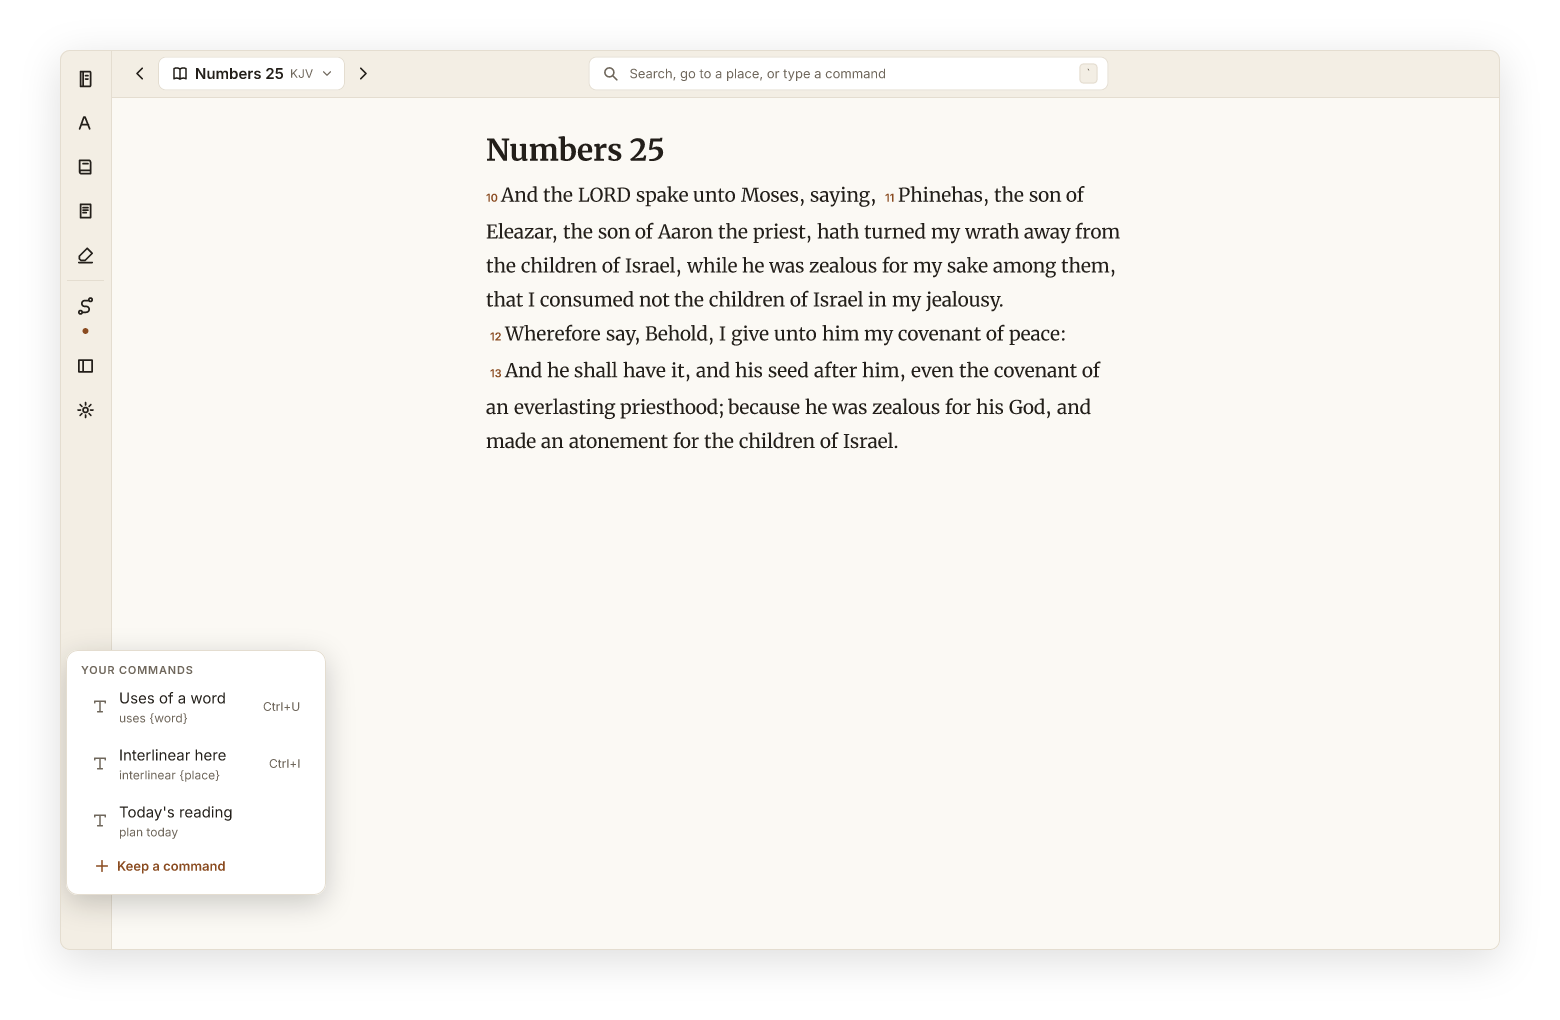 Numbers 25 KJV
Search, go to a place, or type a command
Numbers 25
10 And the LORD spake unto Moses, saying, 11 Phinehas, the son of
Eleazar, the son of Aaron the priest, hath turned my wrath away from
the children of Israel, while he was zealous for my sake among them,
that I consumed not the children of Israel in my jealousy.
12 Wherefore say, Behold, I give unto him my covenant of peace:
13 And he shall have it, and his seed after him, even the covenant of
an everlasting priesthood; because he was zealous for his God, and
made an atonement for the children of Israel.
YOUR COMMANDS
Uses of a word
uses {word}
Ctrl+U
Interlinear here
interlinear {place}
Ctrl+I
Today's reading
plan today
Keep a command